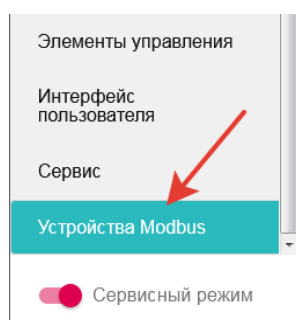 Элементы управления
Интерфейс
пользователя
Сервис
Устройства Modbus
Сервисный режим